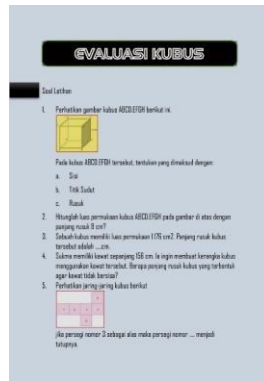 EVALUASI KUBUS
Soal Latihan
1. Perhatikan gambar kubus ABCD.EFGH berikut ini.
Pada kubus ABCD.EFGH tersebut, tentukan yang dimaksud dengan:
a. Sisi
b. Titik Sudut
c. Rusuk
2. Hitunglah luas permukaan kubus ABCD.EFGH pada gambar di atas dengan
panjang rusuk 8 cm?
3. Sebuah kubus memiliki luas permukaan 1.176 cm2. Panjang rusuk kubus
tersebut adalah ....cm.
4. Sukma memiliki kawat sepanjang 156 cm. Ia ingin membuat kerangka kubus
menggunakan kawat tersebut. Berapa panjang rusuk kubus yang terbentuk
agar kawat tidak bersisa?
5. Perhatikan jaring-jaring kubus berikut
jika persegi nomor 3 sebagai alas maka persegi nomor .... menjadi
tutupnya.